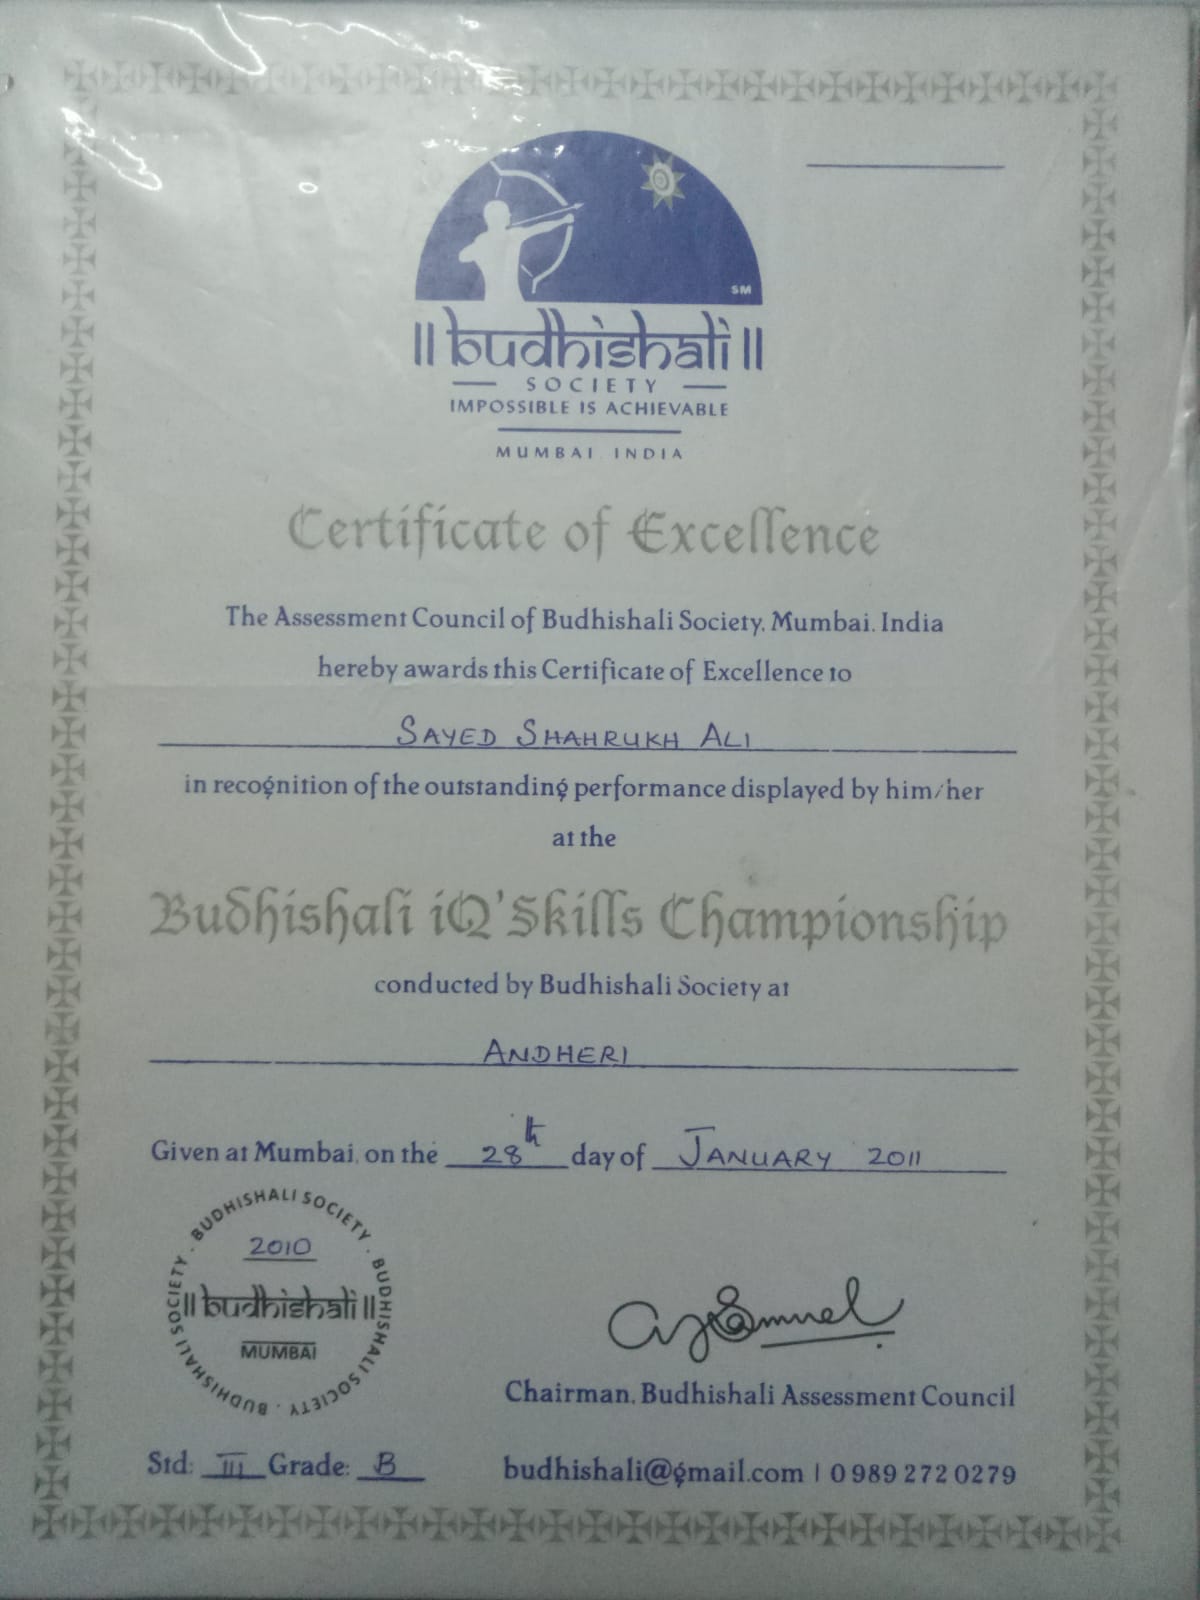 SM
|| budhishali ||
SOCIETY
IMPOSSIBLE IS ACHIEVABLE
MUMBAI INDIA
Certificate of Excellence
The Assessment Council of Budhishali Society, Mumbai, India
hereby awards this Certificate of Excellence to
SAYED SHAHRUKH ALI
in recognition of the outstanding performance displayed by him/her
at the
Budhishali iQ'Skills Championship
conducted by Budhishali Society at
ANDHERI
Given at Mumbai, on the 28th day of JANUARY 2011
BUDHISHALI SOCIETY . BUDHISHALI SOCIETY . BUDHISHALI SOCIETY .
2010
|| budhishali ||
MUMBAI
Chairman, Budhishali Assessment Council
Std: III Grade: B
budhishali@gmail.com | 0 989 272 0279